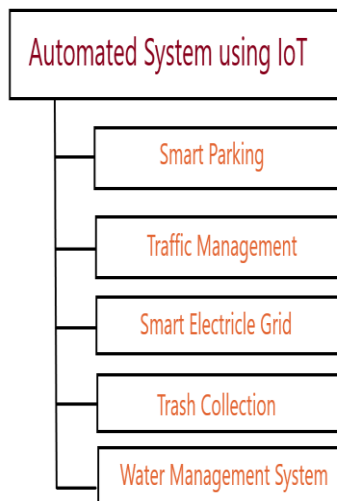 Automated System using IoT
Smart Parking
Traffic Management
Smart Electricle Grid
Trash Collection
Water Management System